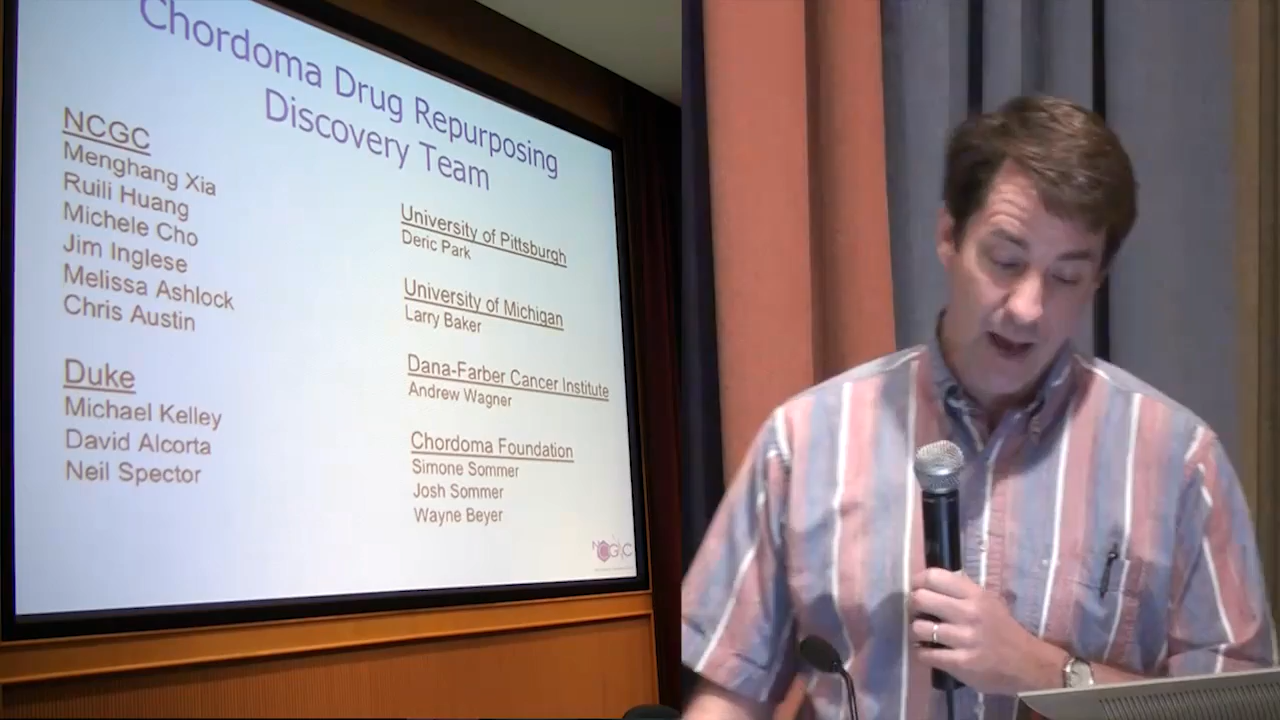 Chordoma Drug Repurposing
Discovery Team
NCGC
Menghang Xia
Ruili Huang
Michele Cho
Jim Inglese
Melissa Ashlock
Chris Austin
Duke
Michael Kelley
David Alcorta
Neil Spector
University of Pittsburgh
Deric Park
University of Michigan
Larry Baker
Dana-Farber Cancer Institute
Andrew Wagner
Chordoma Foundation
Simone Sommer
Josh Sommer
Wayne Beyer
NCGC